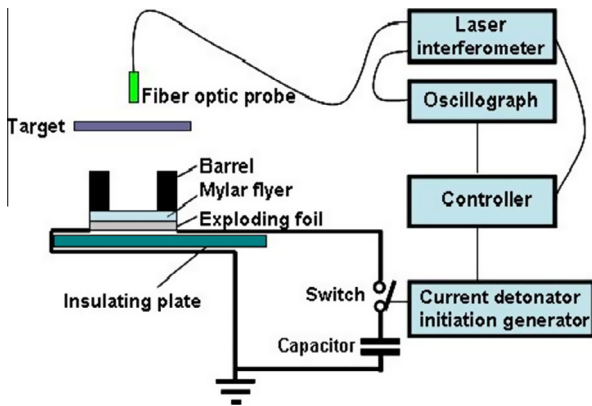 Laser
interferometer
Fiber optic probe
Oscillograph
Target
Barrel
Mylar flyer
Controller
Exploding foil
Insulating plate
Switch
Current detonator
initiation generator
Capacitor